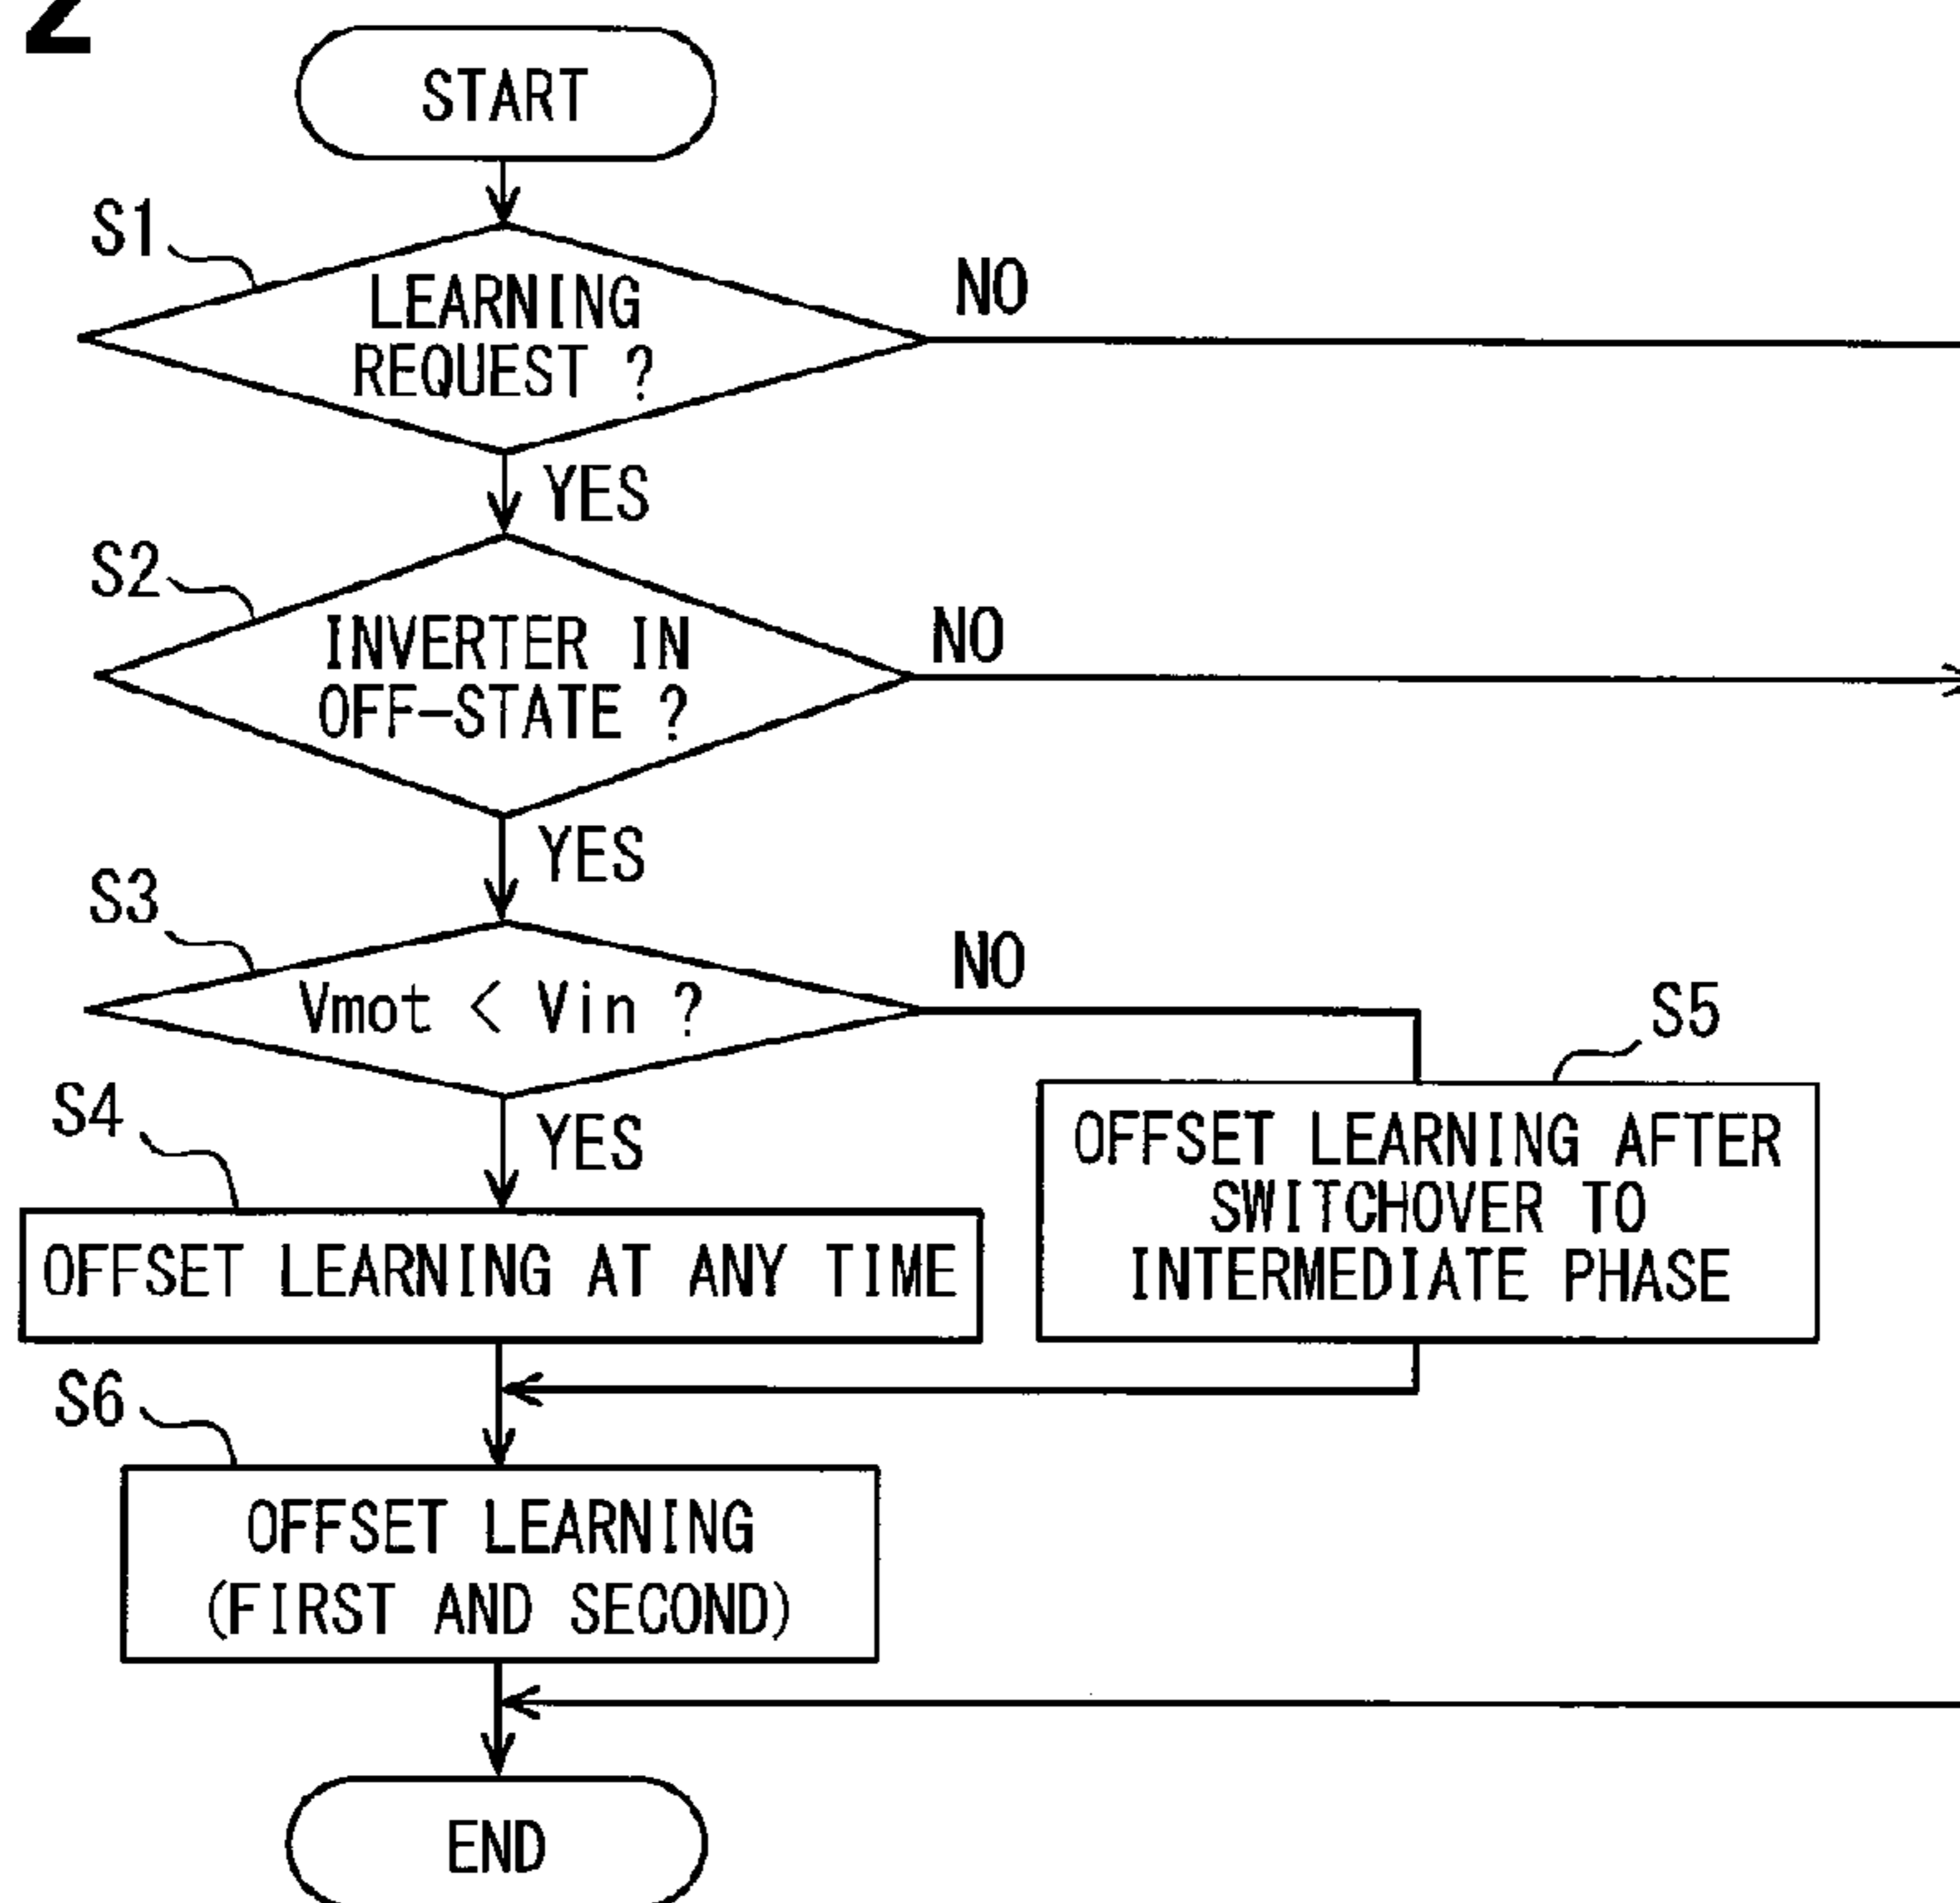 2
START
S1
LEARNING
REQUEST ?
NO
YES
S2
INVERTER IN
OFF-STATE ?
NO
YES
S3
Vmot < Vin ?
NO
YES
S4
OFFSET LEARNING AT ANY TIME
S5
OFFSET LEARNING AFTER
SWITCHOVER TO
INTERMEDIATE PHASE
S6
OFFSET LEARNING
(FIRST AND SECOND)
END